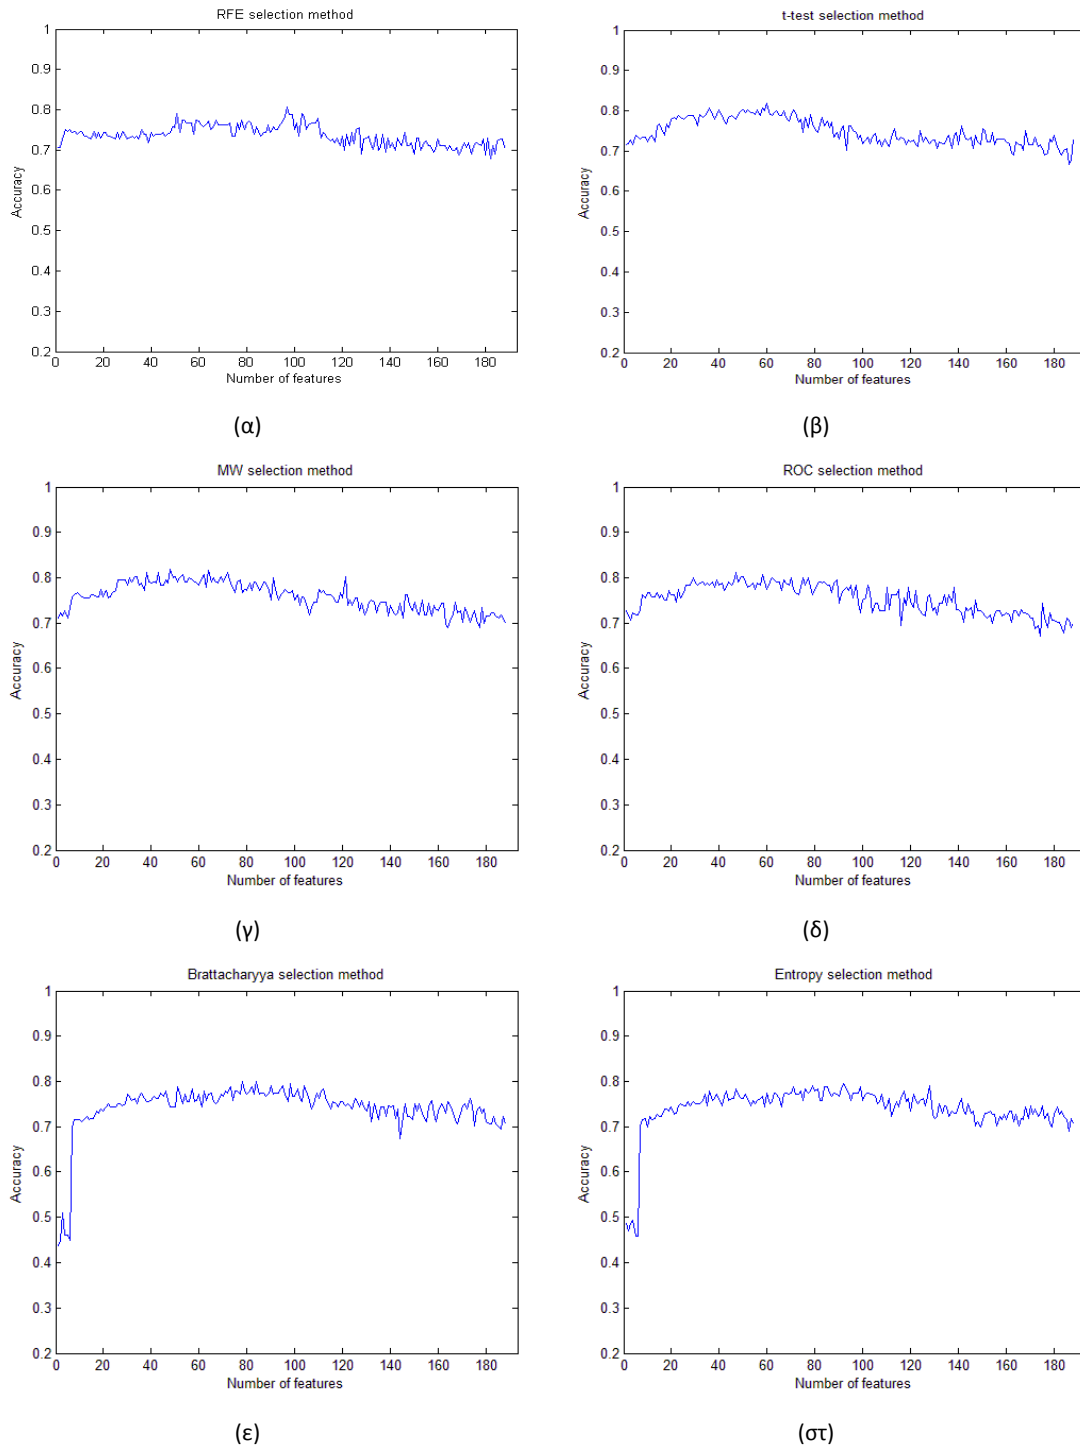 RFE selection method
1
0.9
0.8
0.7
0.6
0.5
0.4
0.3
0.2
Accuracy
0 20 40 60 80 100 120 140 160 180
Number of features
(α)
t-test selection method
1
0.9
0.8
0.7
0.6
0.5
0.4
0.3
0.2
Accuracy
0 20 40 60 80 100 120 140 160 180
Number of features
(β)
MW selection method
1
0.9
0.8
0.7
0.6
0.5
0.4
0.3
0.2
Accuracy
0 20 40 60 80 100 120 140 160 180
Number of features
(γ)
ROC selection method
1
0.9
0.8
0.7
0.6
0.5
0.4
0.3
0.2
Accuracy
0 20 40 60 80 100 120 140 160 180
Number of features
(δ)
Brattacharyya selection method
1
0.9
0.8
0.7
0.6
0.5
0.4
0.3
0.2
Accuracy
0 20 40 60 80 100 120 140 160 180
Number of features
(ε)
Entropy selection method
1
0.9
0.8
0.7
0.6
0.5
0.4
0.3
0.2
Accuracy
0 20 40 60 80 100 120 140 160 180
Number of features
(στ)